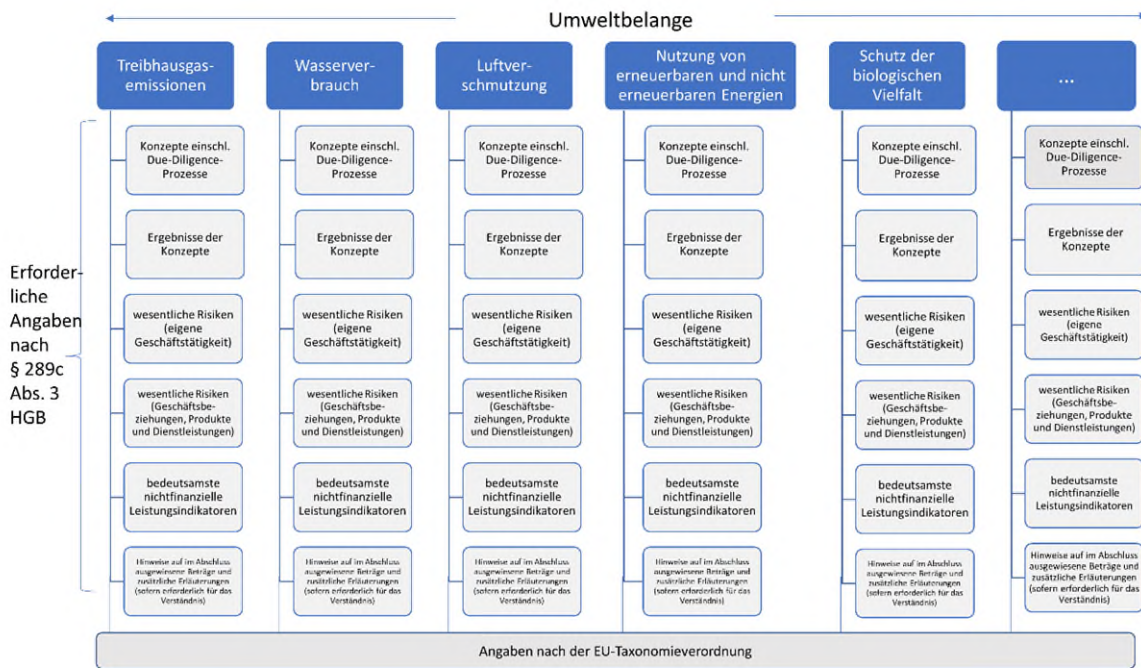 Umweltbelange
Treibhausgas-
emissionen
Wasserver-
brauch
Luftver-
schmutzung
Nutzung von
erneuerbaren und nicht
erneuerbaren Energien
Schutz der
biologischen
Vielfalt
...
Erforder-
liche
Angaben
nach
§ 289c
Abs. 3
HGB
Konzepte einschl.
Due-Diligence-
Prozesse
Konzepte einschl.
Due-Diligence-
Prozesse
Konzepte einschl.
Due-Diligence-
Prozesse
Konzepte einschl.
Due-Diligence-
Prozesse
Konzepte einschl.
Due-Diligence-
Prozesse
Konzepte einschl.
Due-Diligence-
Prozesse
Ergebnisse der
Konzepte
Ergebnisse der
Konzepte
Ergebnisse der
Konzepte
Ergebnisse der
Konzepte
Ergebnisse der
Konzepte
Ergebnisse der
Konzepte
wesentliche Risiken
(eigene
Geschäftstätigkeit)
wesentliche Risiken
(eigene
Geschäftstätigkeit)
wesentliche Risiken
(eigene
Geschäftstätigkeit)
wesentliche Risiken
(eigene
Geschäftstätigkeit)
wesentliche Risiken
(eigene
Geschäftstätigkeit)
wesentliche Risiken
(eigene
Geschäftstätigkeit)
wesentliche Risiken
(Geschäftsbe-
ziehungen, Produkte
und Dienstleistungen)
wesentliche Risiken
(Geschäftsbe-
ziehungen, Produkte
und Dienstleistungen)
wesentliche Risiken
(Geschäftsbe-
ziehungen, Produkte
und Dienstleistungen)
wesentliche Risiken
(Geschäftsbe-
ziehungen, Produkte
und Dienstleistungen)
wesentliche Risiken
(Geschäftsbe-
ziehungen, Produkte
und Dienstleistungen)
wesentliche Risiken
(Geschäftsbe-
ziehungen, Produkte
und Dienstleistungen)
bedeutsamste
nichtfinanzielle
Leistungsindikatoren
bedeutsamste
nichtfinanzielle
Leistungsindikatoren
bedeutsamste
nichtfinanzielle
Leistungsindikatoren
bedeutsamste
nichtfinanzielle
Leistungsindikatoren
bedeutsamste
nichtfinanzielle
Leistungsindikatoren
bedeutsamste
nichtfinanzielle
Leistungsindikatoren
Hinweise auf im Abschluss
ausgewiesene Beträge und
zusätzliche Erläuterungen
(sofern erforderlich für das
Verständnis)
Hinweise auf im Abschluss
ausgewiesene Beträge und
zusätzliche Erläuterungen
(sofern erforderlich für das
Verständnis)
Hinweise auf im Abschluss
ausgewiesene Beträge und
zusätzliche Erläuterungen
(sofern erforderlich für das
Verständnis)
Hinweise auf im Abschluss
ausgewiesene Beträge und
zusätzliche Erläuterungen
(sofern erforderlich für das
Verständnis)
Hinweise auf im Abschluss
ausgewiesene Beträge und
zusätzliche Erläuterungen
(sofern erforderlich für das
Verständnis)
Hinweise auf im Abschluss
ausgewiesene Beträge und
zusätzliche Erläuterungen
(sofern erforderlich für das
Verständnis)
Angaben nach der EU-Taxonomieverordnung